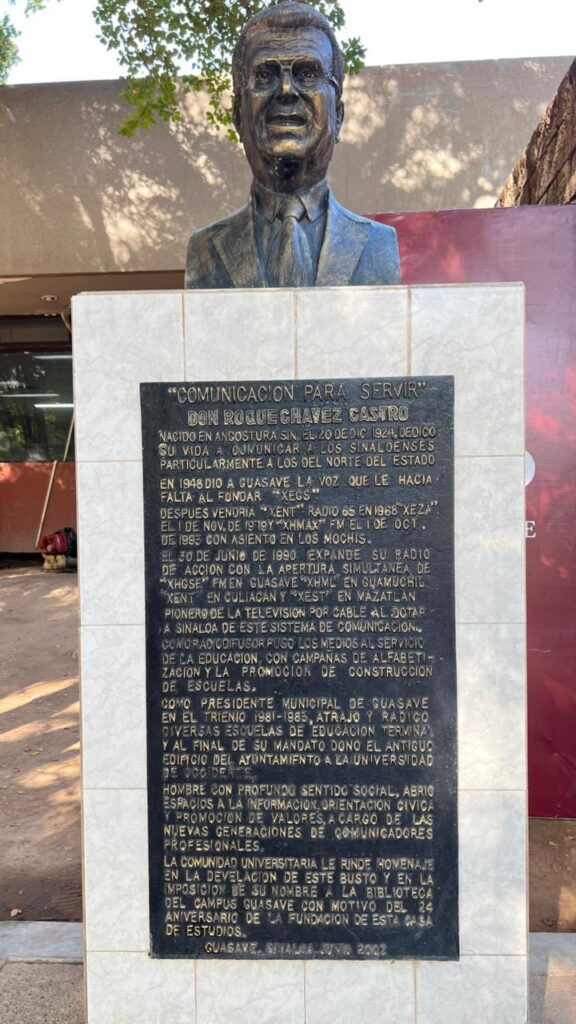 "COMUNICACION PARA SERVIR"
DON ROQUE CHAVEZ CASTRO
NACIDO EN ANGOSTURA SIN, EL 20 DE DIC. 1924, DEDICO
SU VIDA A COMUNICAR A LOS SINALOENSES
PARTICULARMENTE A LOS DEL NORTE DEL ESTADO
EN 1948 DIO A GUASAVE LA VOZ QUE LE HACIA
FALTA AL FUNDAR "XEGS"
DESPUES VENDRIA "XENT" RADIO 65 EN 1968 "XEZA"
EL 1 DE NOV. DE 1979 Y "XHMAX" FM EL 1 DE OCT.
DE 1993 CON ASIENTO EN LOS MOCHIS.
EL 30 DE JUNIO DE 1990 EXPANDE SU RADIO
DE ACCION CON LA APERTURA SIMULTANEA DE
"XHGSE" FM EN GUASAVE "XHML" EN GUAMUCHIL
"XENT" EN CULIACAN Y "XEST" EN MAZATLAN
PIONERO DE LA TELEVISION POR CABLE AL DOTAR
A SINALOA DE ESTE SISTEMA DE COMUNICACION.
COMO RADIODIFUSOR PUSO LOS MEDIOS AL SERVICIO
DE LA EDUCACION, CON CAMPAÑAS DE ALFABETI-
ZACION Y LA PROMOCION DE CONSTRUCCION
DE ESCUELAS.
COMO PRESIDENTE MUNICIPAL DE GUASAVE
EN EL TRIENIO 1981-1983, ATRAJO Y RADICO
DIVERSAS ESCUELAS DE EDUCACION TERMINAL
Y AL FINAL DE SU MANDATO DONO EL ANTIGUO
EDIFICIO DEL AYUNTAMIENTO A LA UNIVERSIDAD
DE OCCIDENTE.
HOMBRE CON PROFUNDO SENTIDO SOCIAL, ABRIO
ESPACIOS A LA INFORMACION, ORIENTACION CIVICA
Y PROMOCION DE VALORES, A CARGO DE LAS
NUEVAS GENERACIONES DE COMUNICADORES
PROFESIONALES.
LA COMUNIDAD UNIVERSITARIA LE RINDE HOMENAJE
EN LA DEVELACION DE ESTE BUSTO Y EN LA
IMPOSICION DE SU NOMBRE A LA BIBLIOTECA
DEL CAMPUS GUASAVE CON MOTIVO DEL 24
ANIVERSARIO DE LA FUNDACION DE ESTA CASA
DE ESTUDIOS.
GUASAVE, SINALOA JUNIO 2002
E